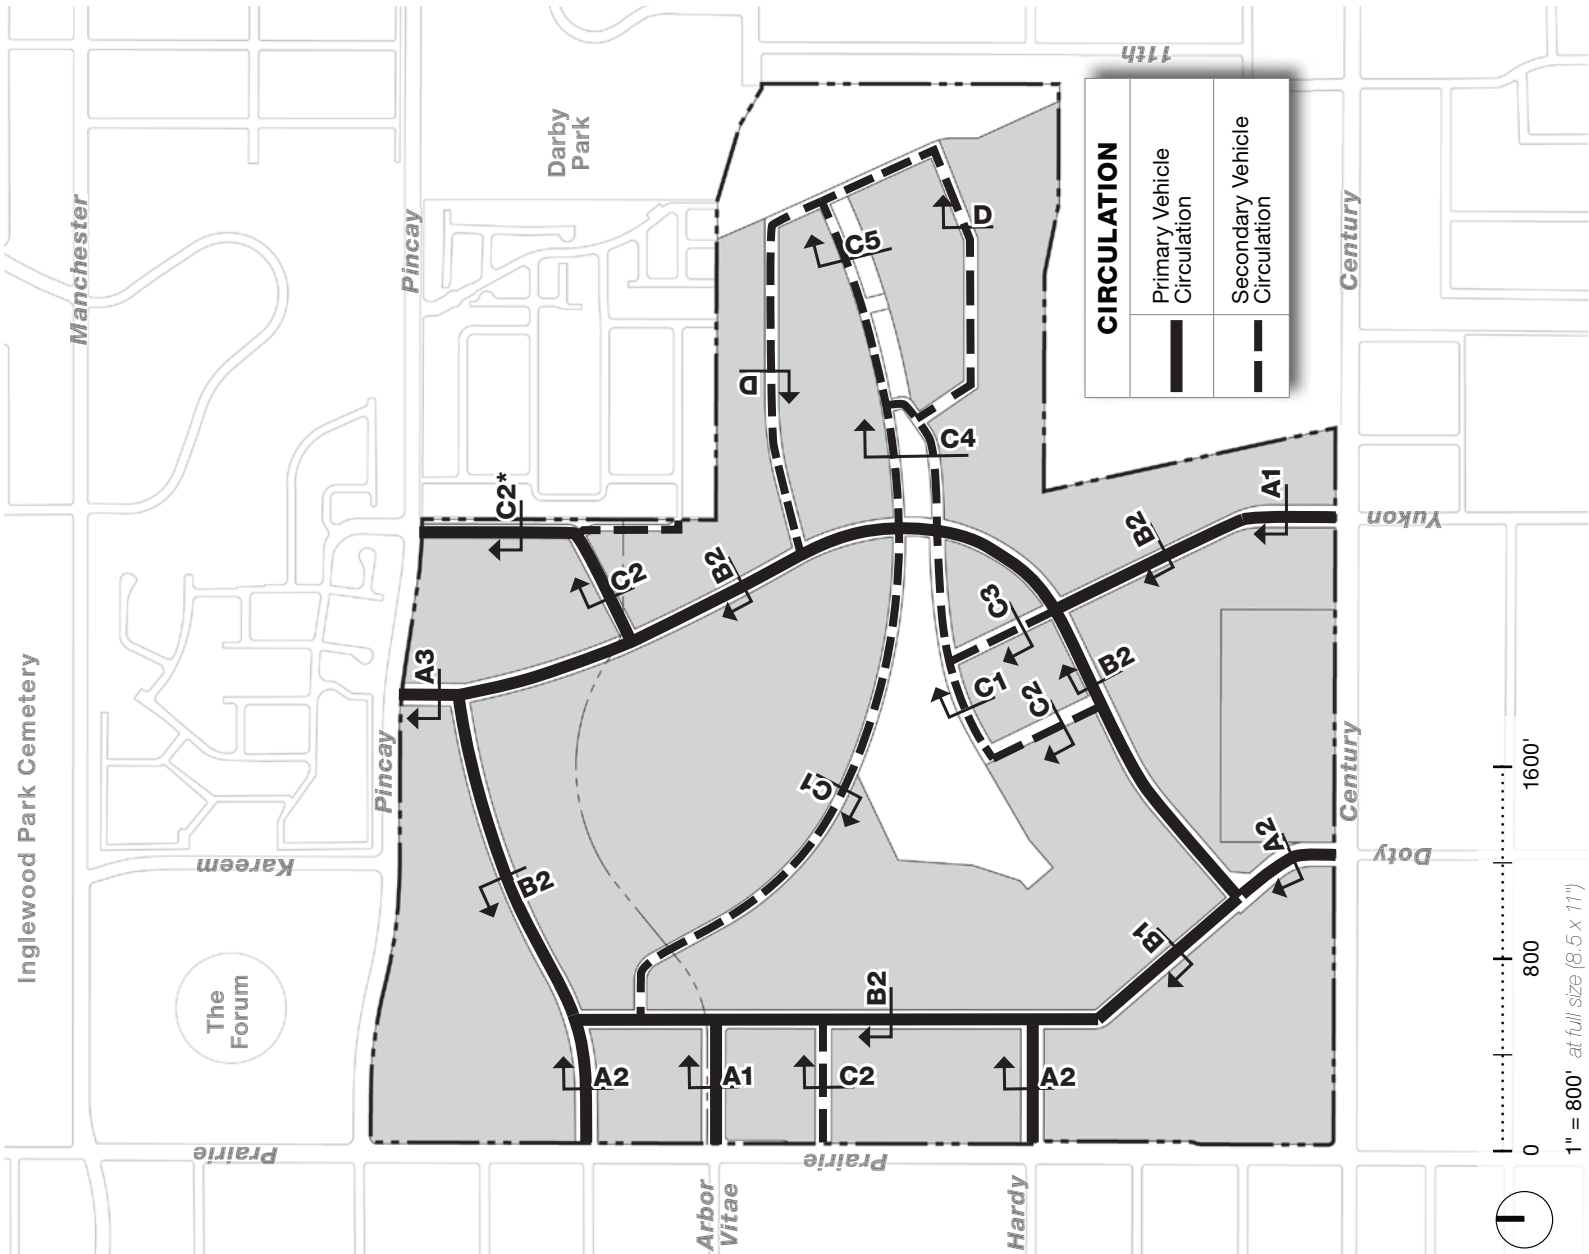 Inglewood Park Cemetery
Manchester
The
Forum
Kareem
Pincay
Pincay
Darby
Park
Prairie
Prairie
Arbor
Vitae
Hardy
11th
Century
Century
Yukon
Doty
A3
C2*
C2
B2
B2
D
C5
D
C4
C1
C1
C3
C2
B2
B2
A1
A2
B1
B2
A2
A1
C2
A2
CIRCULATION
Primary Vehicle
Circulation
Secondary Vehicle
Circulation
0
800
1600'
1" = 800' at full size (8.5 x 11")